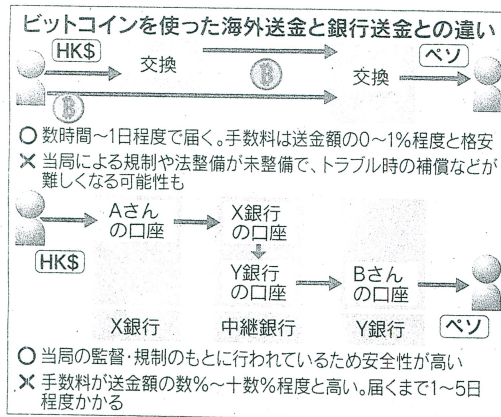 ビットコインを使った海外送金と銀行送金との違い
HK$
交換
B
交換
ペソ
B
○ 数時間～1日程度で届く。手数料は送金額の0～1%程度と格安
× 当局による規制や法整備が未整備で、トラブル時の補償などが
難しくなる可能性も
HK$
Aさん
の口座
X銀行
の口座
Y銀行
の口座
Bさん
の口座
X銀行
中継銀行
Y銀行
ペソ
○ 当局の監督・規制のもとに行われているため安全性が高い
× 手数料が送金額の数%～十数%程度と高い。届くまで1～5日
程度かかる